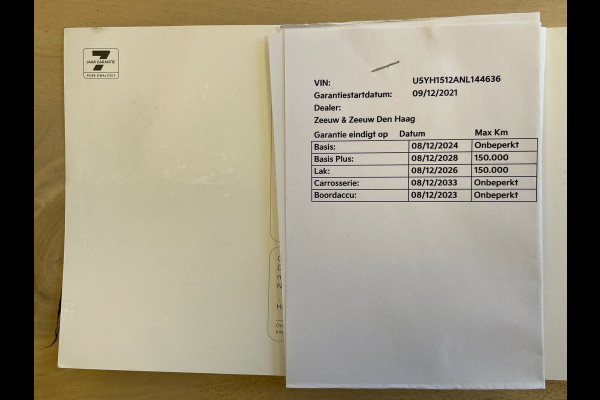 7
JAAR GARANTIE
PURE KWALITEIT
VIN: U5YH1512ANL144636
Garantiestartdatum: 09/12/2021
Dealer:
Zeeuw & Zeeuw Den Haag
Garantie eindigt op Datum Max Km
Basis: 08/12/2024 Onbeperkt
Basis Plus: 08/12/2028 150.000
Lak: 08/12/2026 150.000
Carrosserie: 08/12/2033 Onbeperkt
Boordaccu: 08/12/2023 Onbeperkt